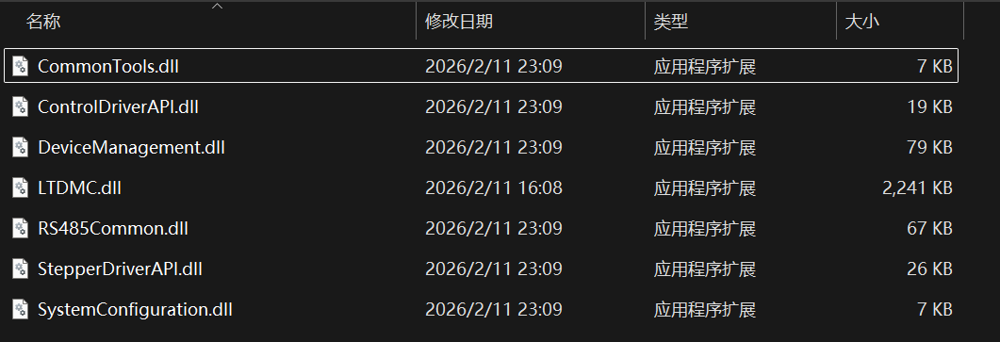 名称 修改日期 类型 大小
CommonTools.dll 2026/2/11 23:09 应用程序扩展 7 KB
ControlDriverAPI.dll 2026/2/11 23:09 应用程序扩展 19 KB
DeviceManagement.dll 2026/2/11 23:09 应用程序扩展 79 KB
LTDMC.dll 2026/2/11 16:08 应用程序扩展 2,241 KB
RS485Common.dll 2026/2/11 23:09 应用程序扩展 67 KB
StepperDriverAPI.dll 2026/2/11 23:09 应用程序扩展 26 KB
SystemConfiguration.dll 2026/2/11 23:09 应用程序扩展 7 KB